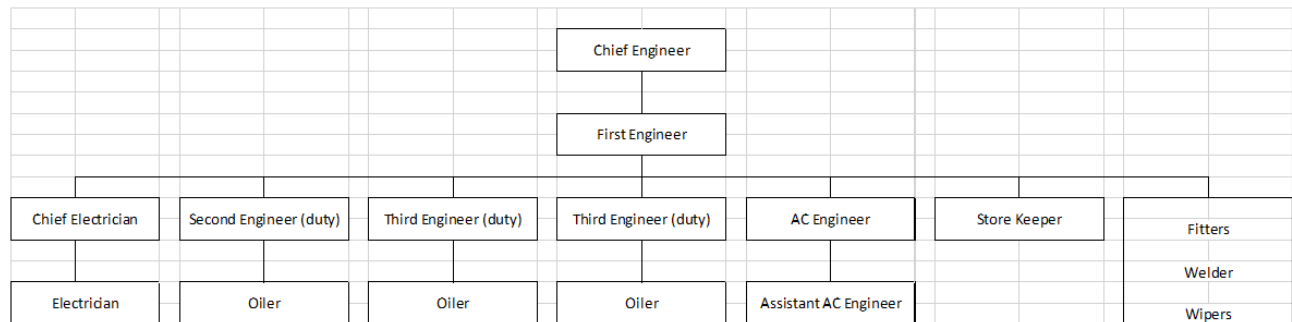 Chief Engineer
First Engineer
Chief Electrician
Second Engineer (duty)
Third Engineer (duty)
Third Engineer (duty)
AC Engineer
Store Keeper
Fitters
Welder
Electrician
Oiler
Oiler
Oiler
Assistant AC Engineer
Wipers